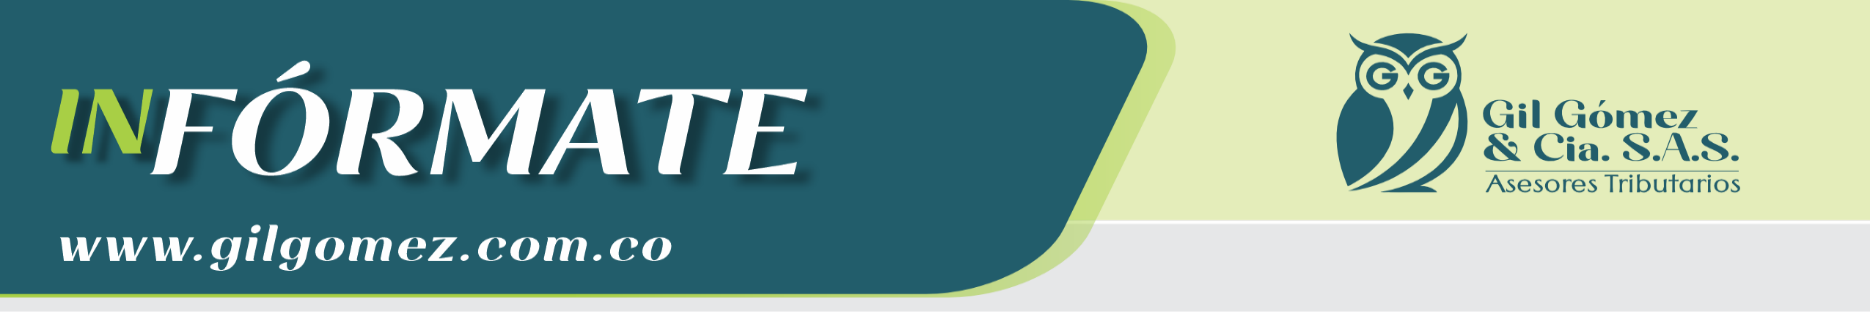 INFÓRMATE
www.gilgomez.com.co
GG
Gil Gómez
& Cia. S.A.S.
Asesores Tributarios